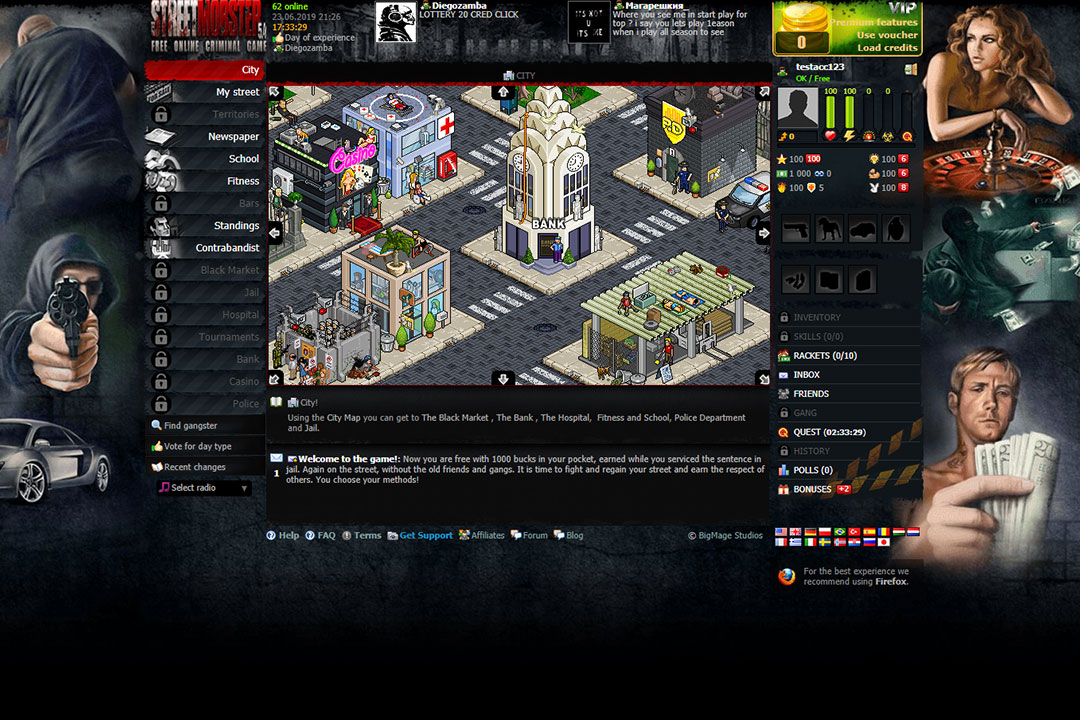 STREET MOBSTER
FREE ONLINE CRIMINAL GAME
62 online
23.06.2019 21:26
17:33:29
Day of experience
Diegozamba
Diegozamba
LOTTERY 20 CRED CLICK
IT'S NOT
U
IT'S ME
Магарешкия
Where you see me in start play for
top ? i say you lets play 1eason
when i play all season to see
VIP
Premium features
Use voucher
Load credits
0
City
My street
Territories
Newspaper
School
Fitness
Bars
Standings
Contrabandist
Black Market
Jail
Hospital
Tournaments
Bank
Casino
Police
Find gangster
Vote for day type
Recent changes
Select radio
CITY
Casino
BANK
PD
City!
Using the City Map you can get to The Black Market , The Bank , The Hospital, Fitness and School, Police Department
and Jail.
1
Welcome to the game!: Now you are free with 1000 bucks in your pocket, earned while you serviced the sentence in
jail. Again on the street, without the old friends and gangs. It is time to fight and regain your street and earn the respect of
others. You choose your methods!
Help
FAQ
Terms
Get Support
Affiliates
Forum
Blog
© BigMage Studios
testacc123
OK / Free
100 100 0 0
0
100 100
100 6
1 000 0
100 6
100 5
100 8
INVENTORY
SKILLS (0/0)
RACKETS (0/10)
INBOX
FRIENDS
GANG
QUEST (02:33:29)
HISTORY
POLLS (0)
BONUSES +2
For the best experience we
recommend using Firefox.